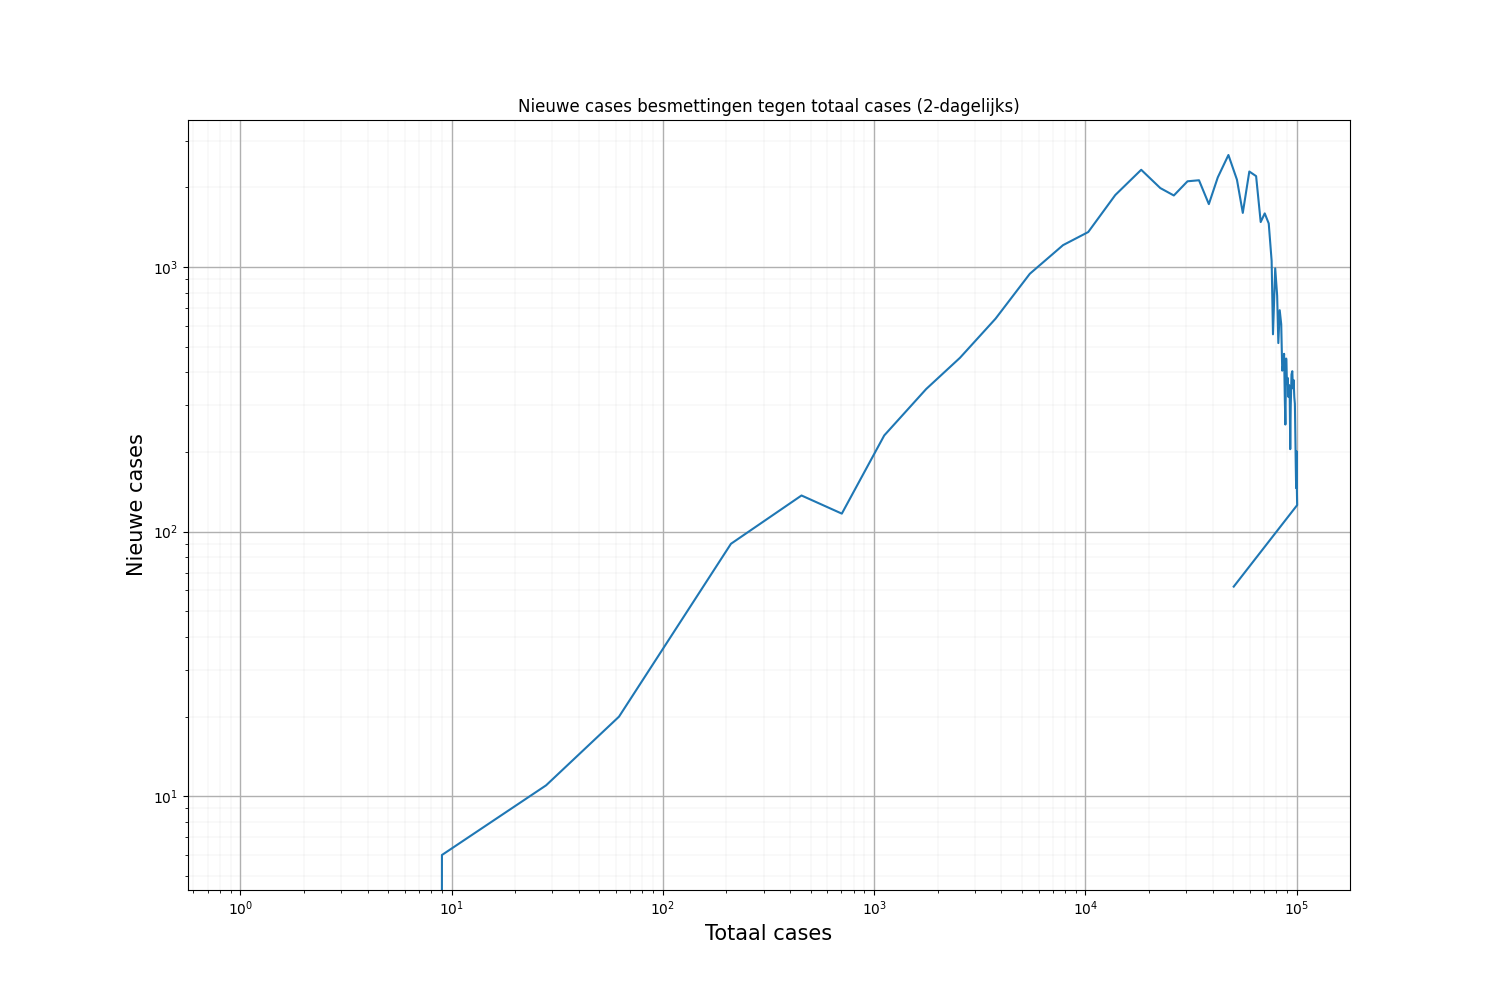 Nieuwe cases besmettingen tegen totaal cases (2-dagelijks)
10³
10²
10¹
Nieuwe cases
10⁰ 10¹ 10² 10³ 10⁴ 10⁵
Totaal cases